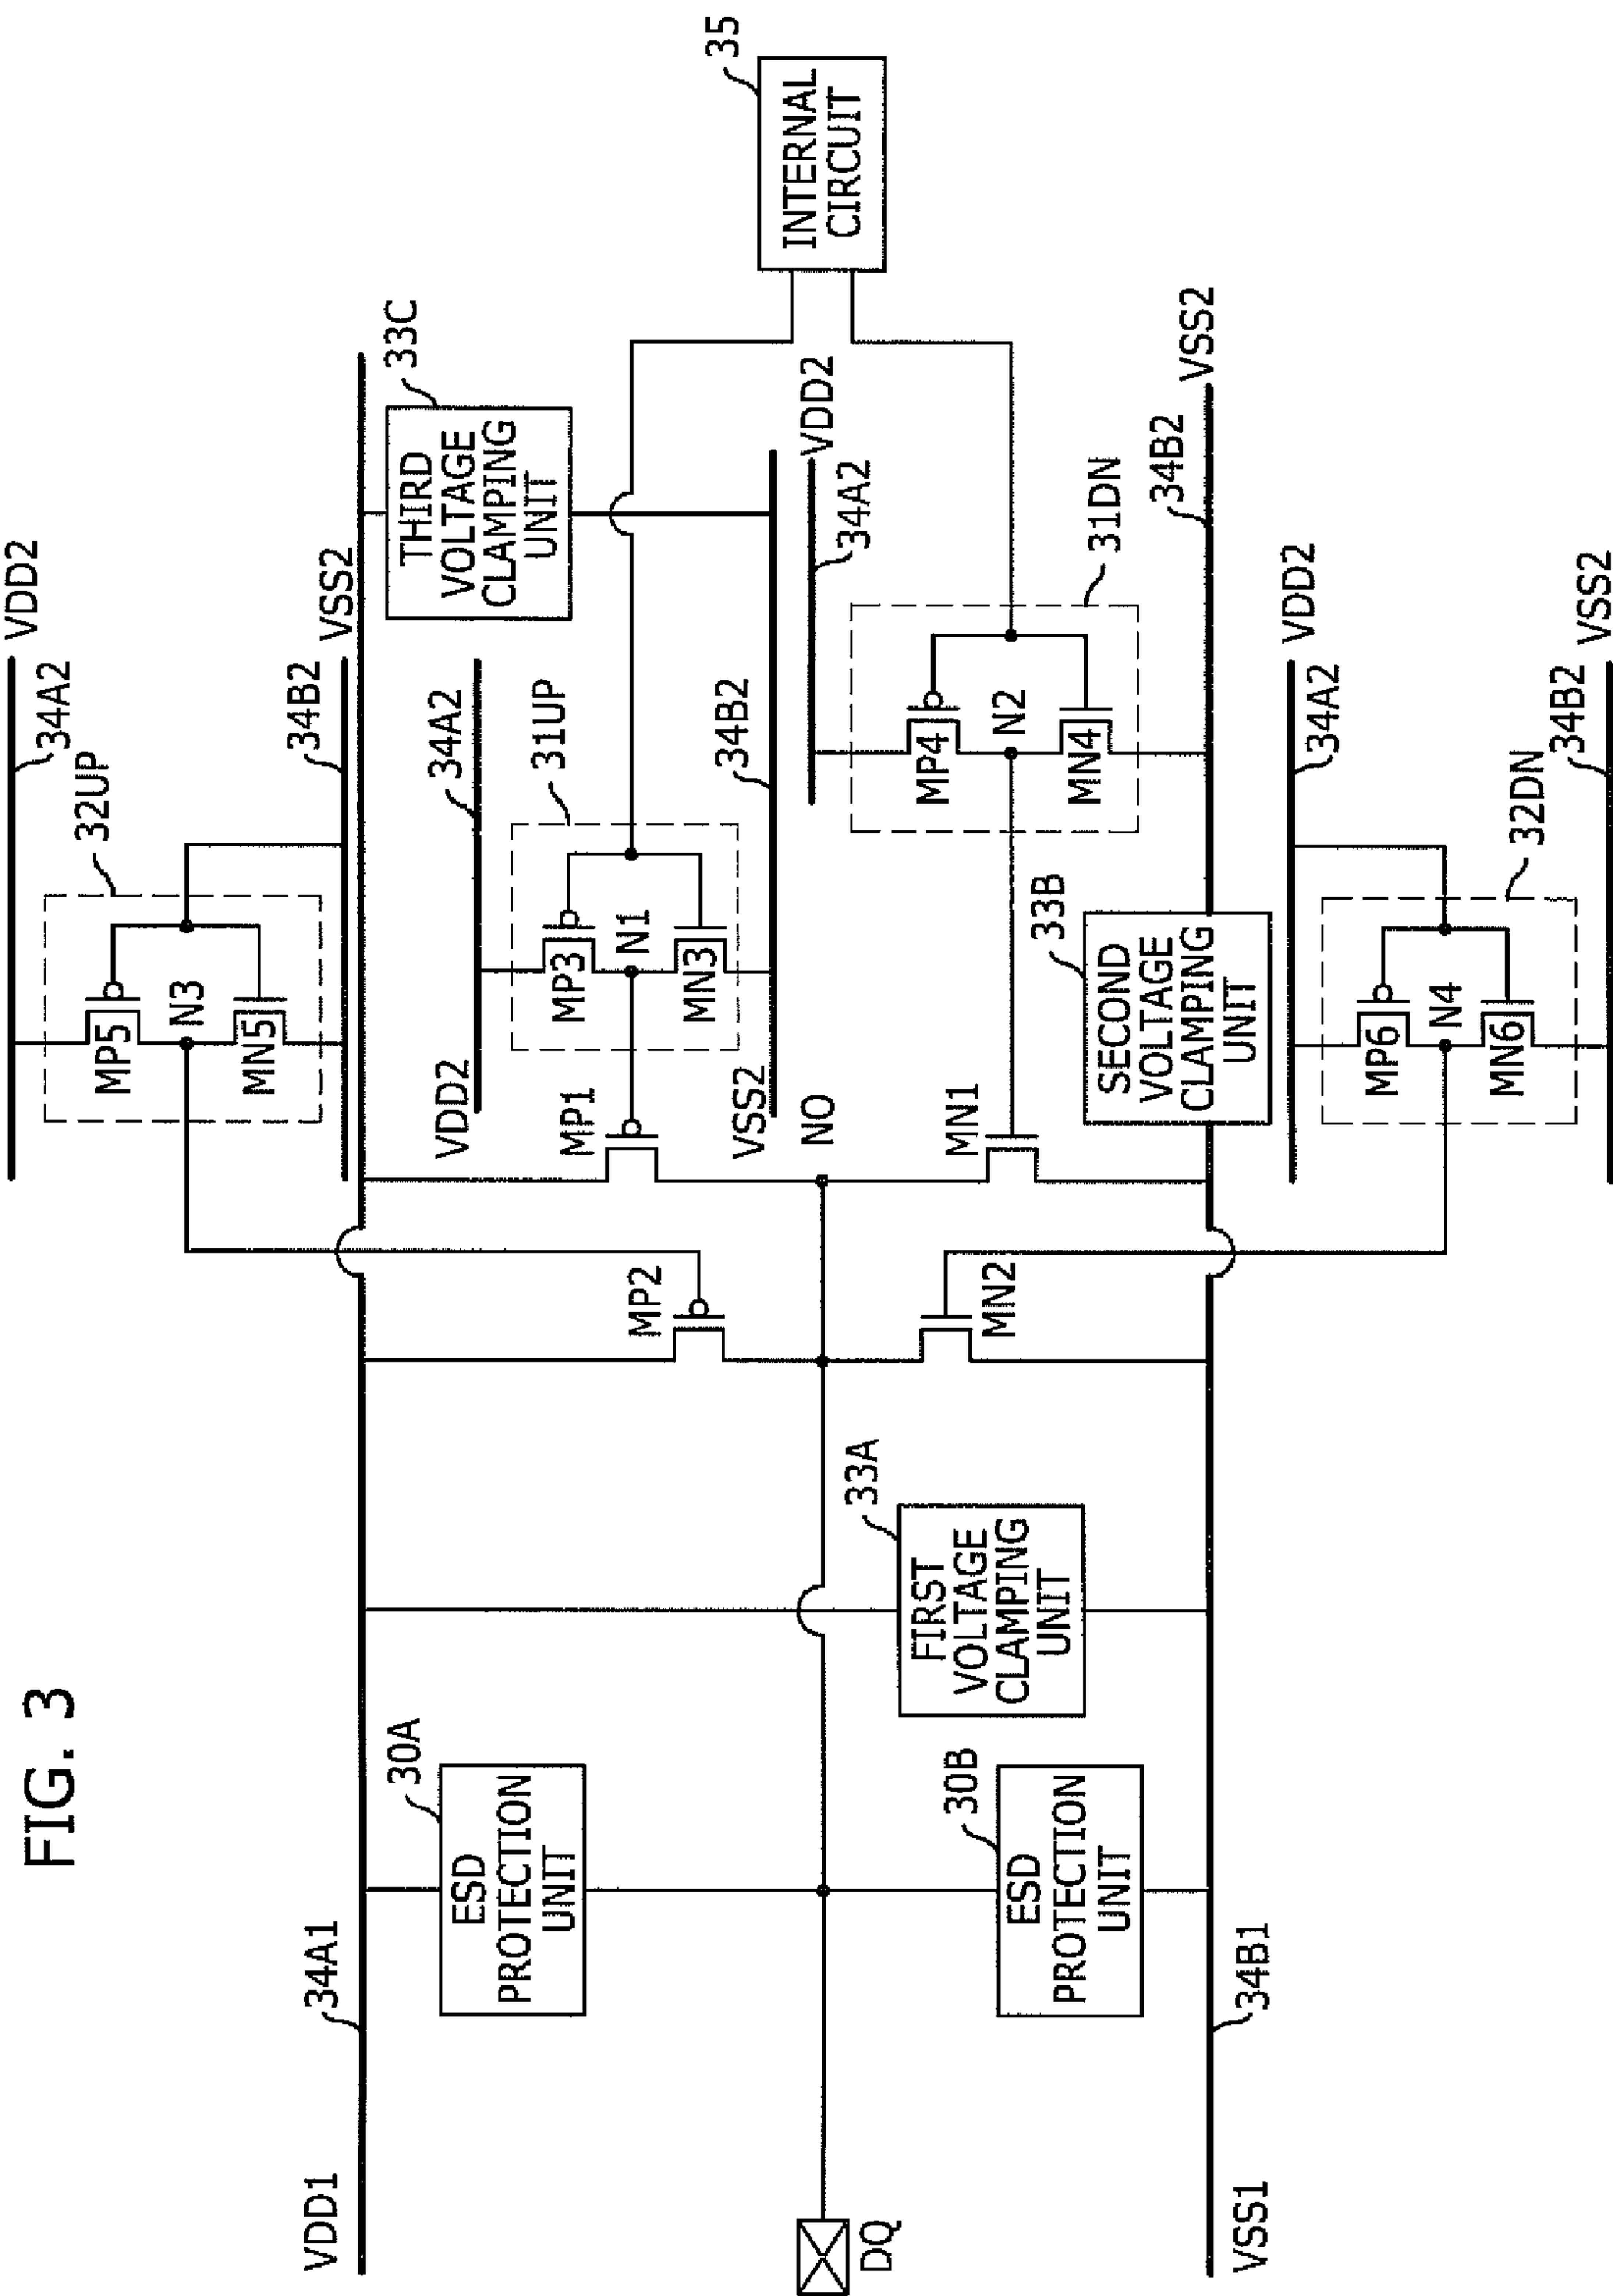 FIG. 3
VDD2
34A2
32UP
MP5
N3
MN5
34B2
VSS2
VDD1
34A1
30A
ESD
PROTECTION
UNIT
33C
THIRD
VOLTAGE
CLAMPING
UNIT
VDD2
34A2
31UP
MP3
N1
MN3
MP1
VSS2
34B2
MP2
NO
DQ
35
INTERNAL
CIRCUIT
VDD2
34A2
31DN
MP4
N2
MN4
MN1
MN2
33A
FIRST
VOLTAGE
CLAMPING
UNIT
30B
ESD
PROTECTION
UNIT
33B
SECOND
VOLTAGE
CLAMPING
UNIT
34B2
VSS2
VSS1
34B1
VDD2
34A2
32DN
MP6
N4
MN6
34B2
VSS2